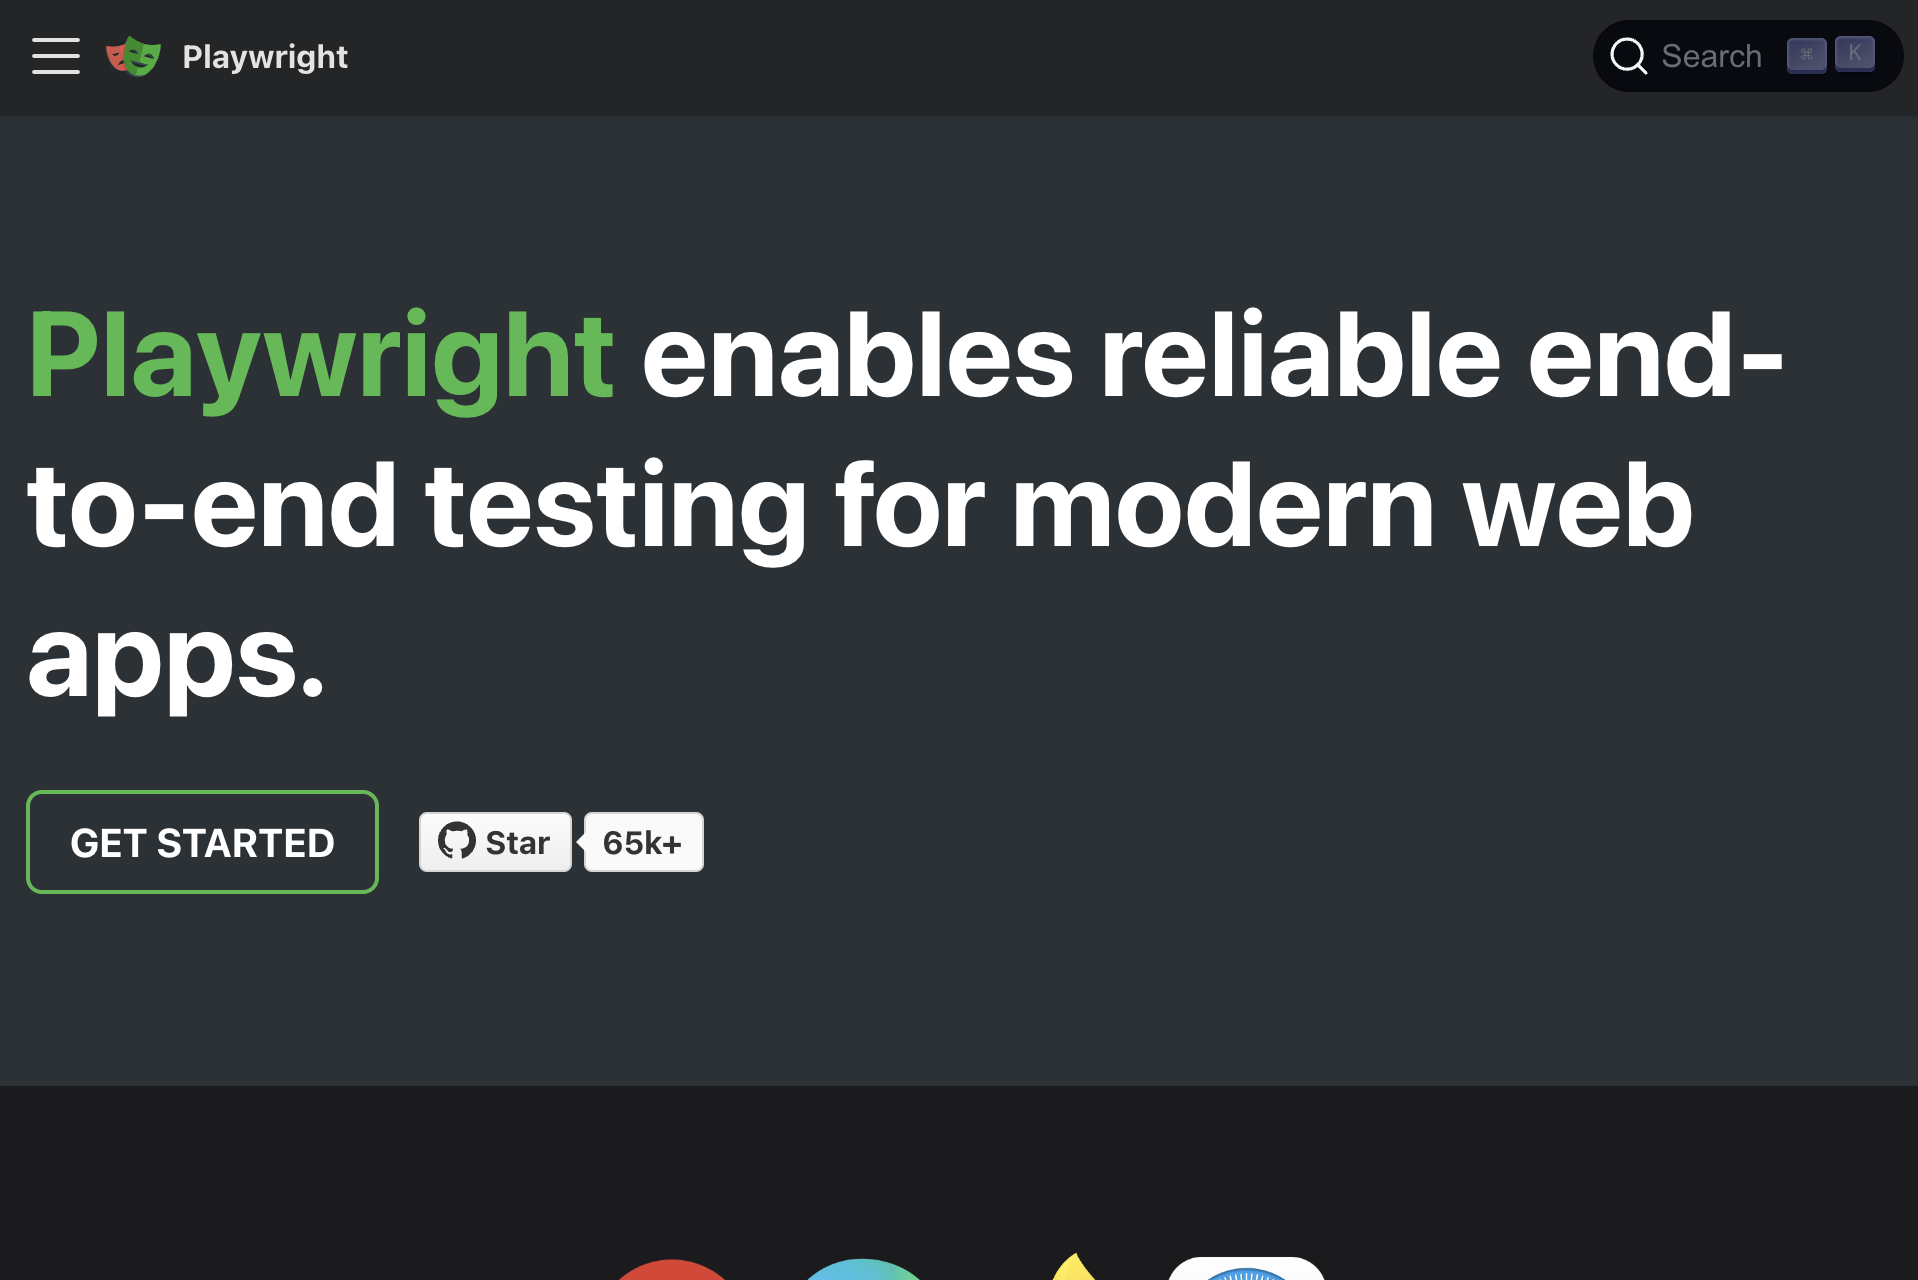 Playwright
Search ⌘ K
Playwright enables reliable end-
to-end testing for modern web
apps.
GET STARTED
Star 65k+